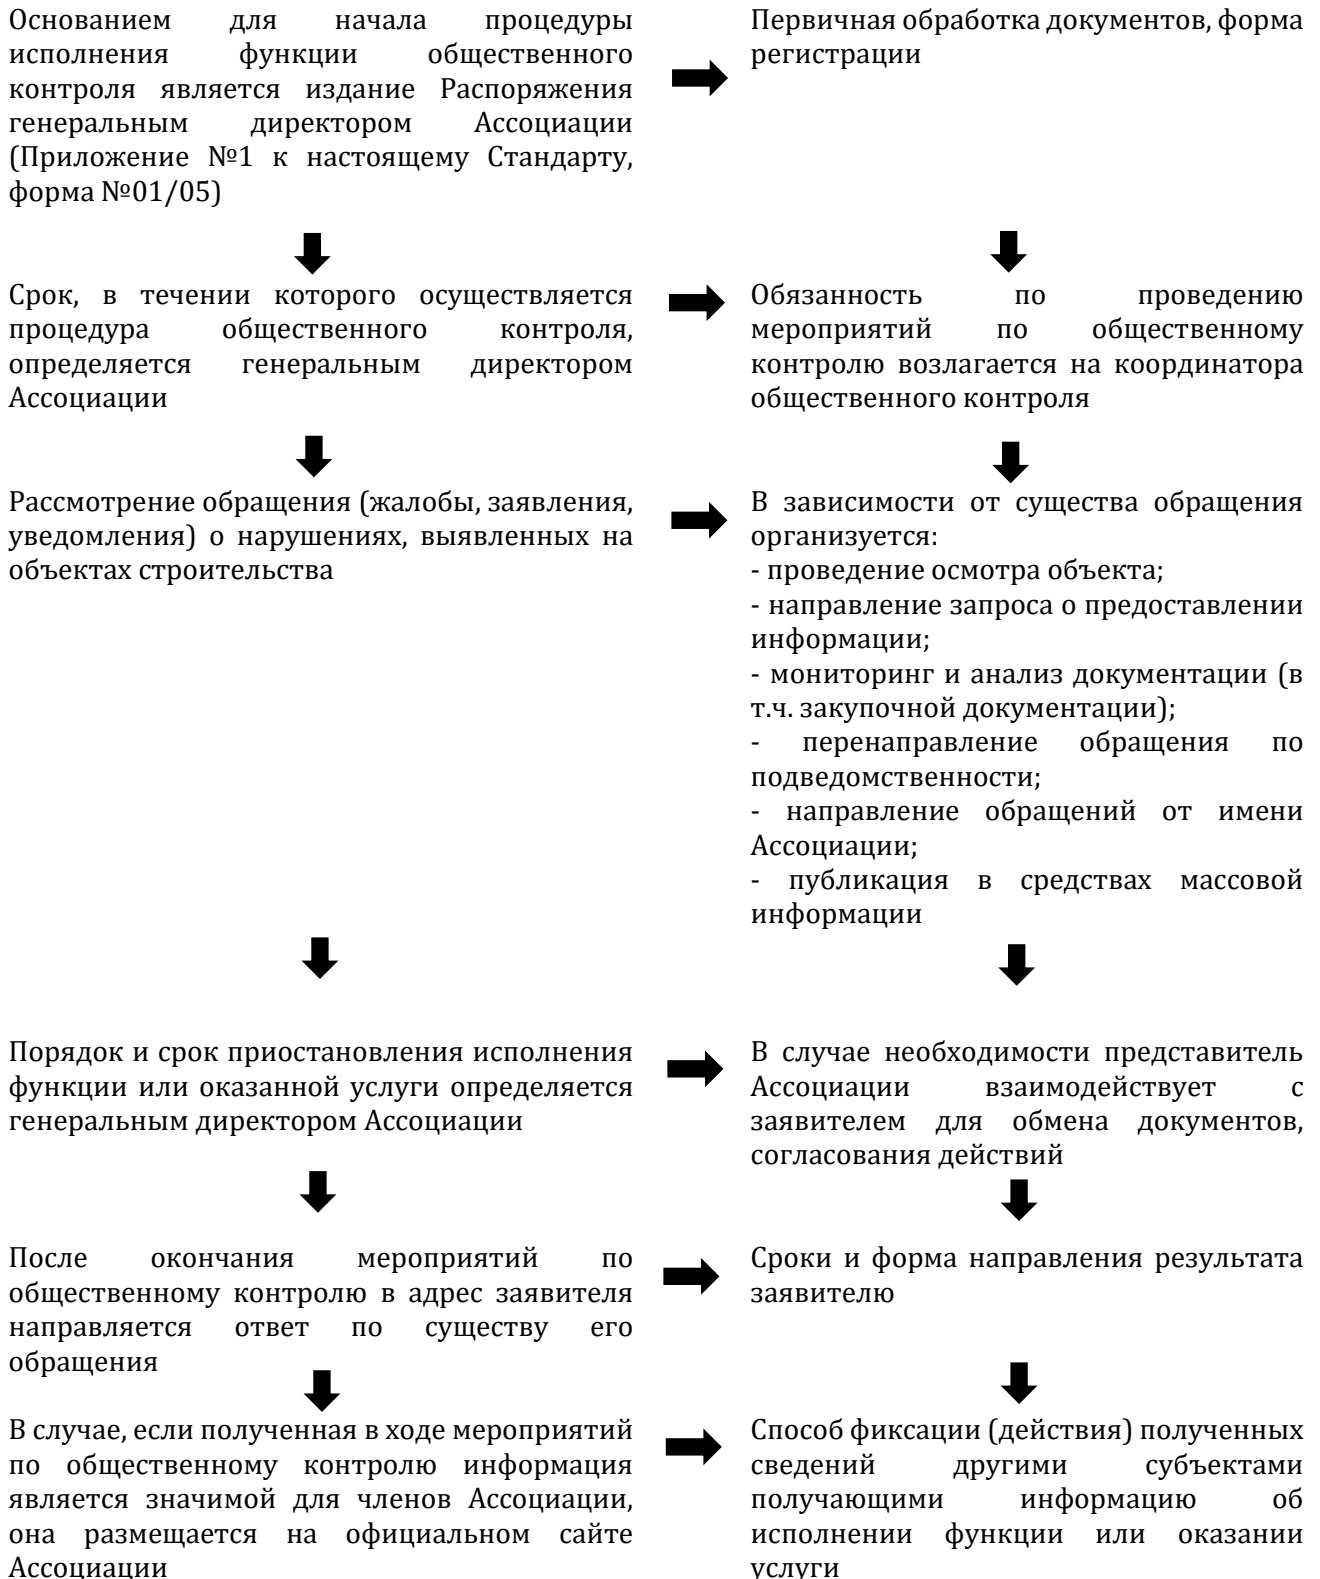 Основанием для начала процедуры
исполнения функции общественного
контроля является издание Распоряжения
генеральным директором Ассоциации
(Приложение №1 к настоящему Стандарту,
форма №01/05)
Первичная обработка документов, форма
регистрации
Срок, в течении которого осуществляется
процедура общественного контроля,
определяется генеральным директором
Ассоциации
Обязанность по проведению
мероприятий по общественному
контролю возлагается на координатора
общественного контроля
Рассмотрение обращения (жалобы, заявления,
уведомления) о нарушениях, выявленных на
объектах строительства
В зависимости от существа обращения
организуется:
- проведение осмотра объекта;
- направление запроса о предоставлении
информации;
- мониторинг и анализ документации (в
т.ч. закупочной документации);
- перенаправление обращения по
подведомственности;
- направление обращений от имени
Ассоциации;
- публикация в средствах массовой
информации
Порядок и срок приостановления исполнения
функции или оказанной услуги определяется
генеральным директором Ассоциации
В случае необходимости представитель
Ассоциации взаимодействует с
заявителем для обмена документов,
согласования действий
После окончания мероприятий по
общественному контролю в адрес заявителя
направляется ответ по существу его
обращения
Сроки и форма направления результата
заявителю
В случае, если полученная в ходе мероприятий
по общественному контролю информация
является значимой для членов Ассоциации,
она размещается на официальном сайте
Ассоциации
Способ фиксации (действия) полученных
сведений другими субъектами
получающими информацию об
исполнении функции или оказании
услуги